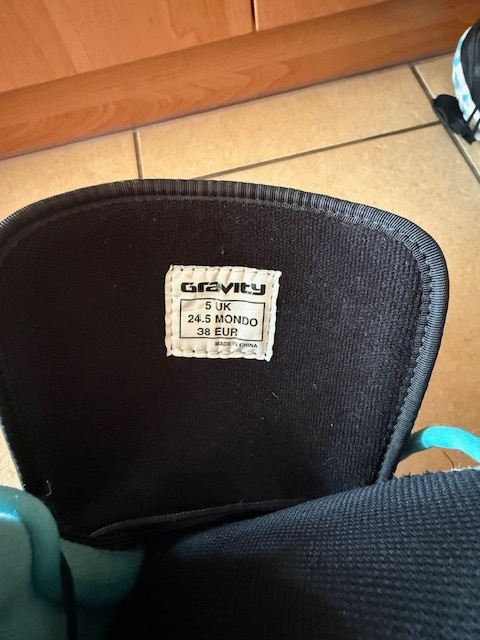 Gravity
5 UK
24.5 MONDO
38 EUR
MADE IN CHINA